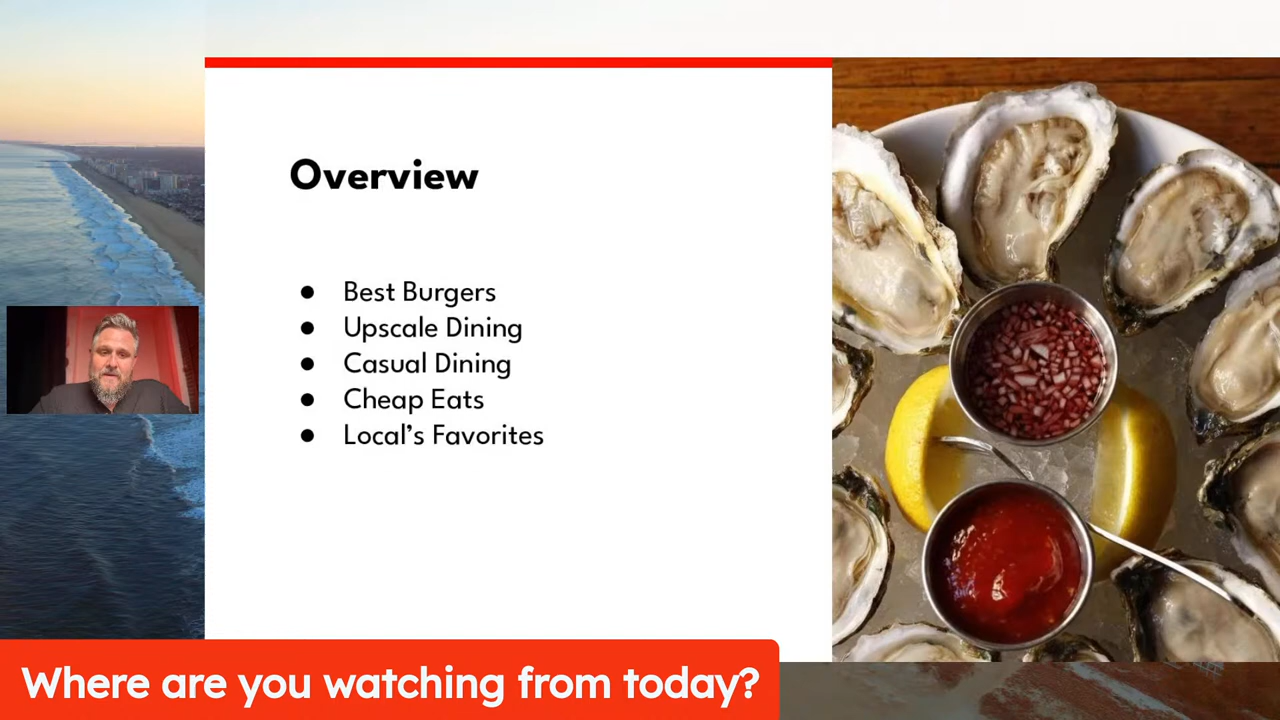 Overview
● Best Burgers
● Upscale Dining
● Casual Dining
● Cheap Eats
● Local’s Favorites
Where are you watching from today?